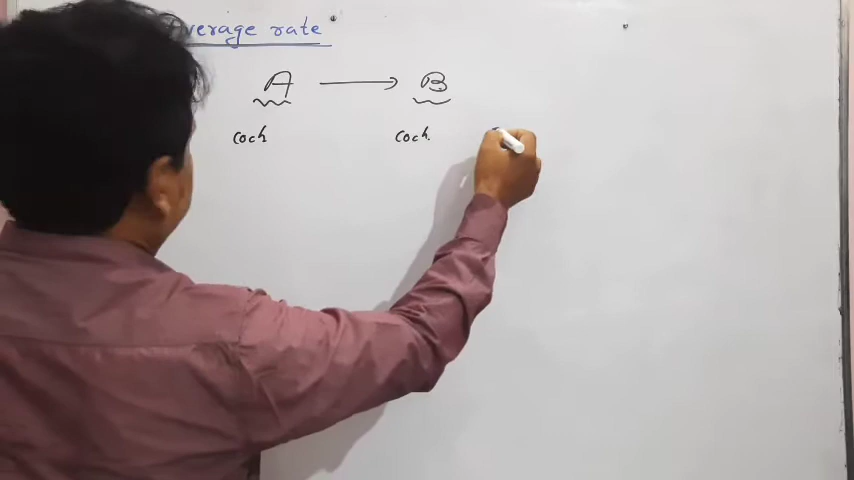 Average rate
A → B
Coch Coch.